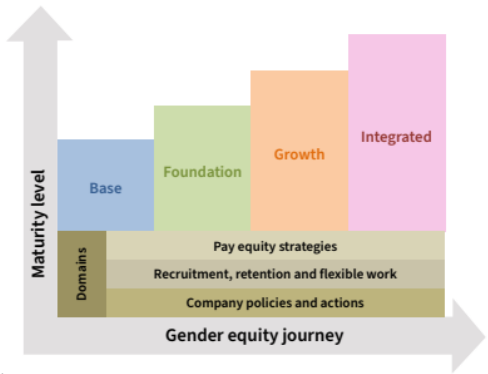 Maturity level
Base
Foundation
Growth
Integrated
Domains
Pay equity strategies
Recruitment, retention and flexible work
Company policies and actions
Gender equity journey